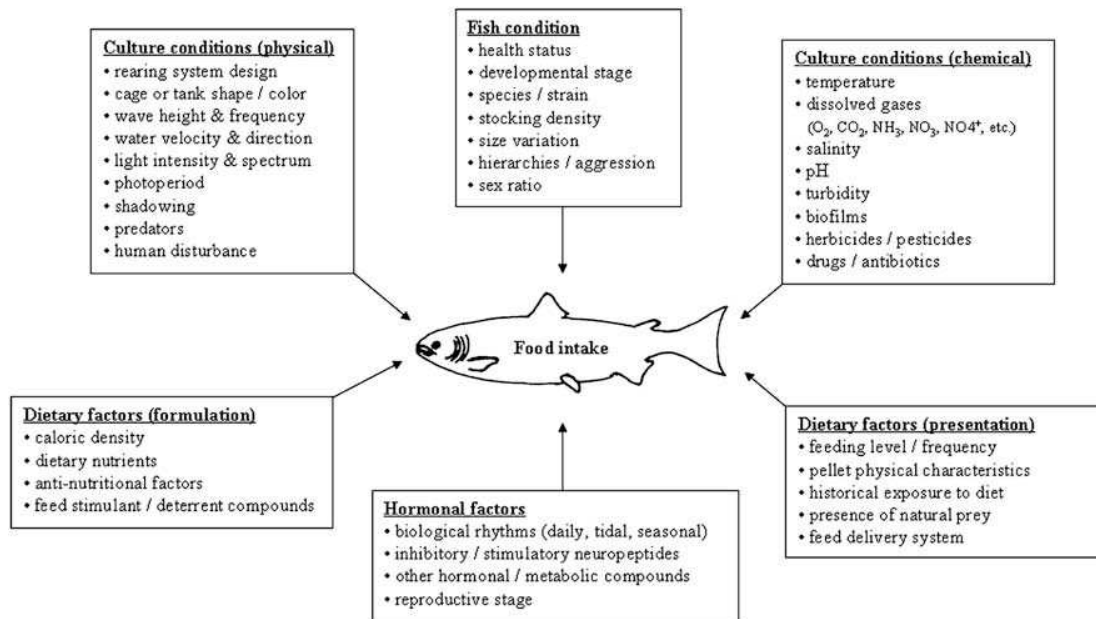 Culture conditions (physical)
• rearing system design
• cage or tank shape / color
• wave height & frequency
• water velocity & direction
• light intensity & spectrum
• photoperiod
• shadowing
• predators
• human disturbance
Fish condition
• health status
• developmental stage
• species / strain
• stocking density
• size variation
• hierarchies / aggression
• sex ratio
Culture conditions (chemical)
• temperature
• dissolved gases
(O₂, CO₂, NH₃, NO₃, NO4⁺, etc.)
• salinity
• pH
• turbidity
• biofilms
• herbicides / pesticides
• drugs / antibiotics
Food intake
Dietary factors (formulation)
• caloric density
• dietary nutrients
• anti-nutritional factors
• feed stimulant / deterrent compounds
Hormonal factors
• biological rhythms (daily, tidal, seasonal)
• inhibitory / stimulatory neuropeptides
• other hormonal / metabolic compounds
• reproductive stage
Dietary factors (presentation)
• feeding level / frequency
• pellet physical characteristics
• historical exposure to diet
• presence of natural prey
• feed delivery system